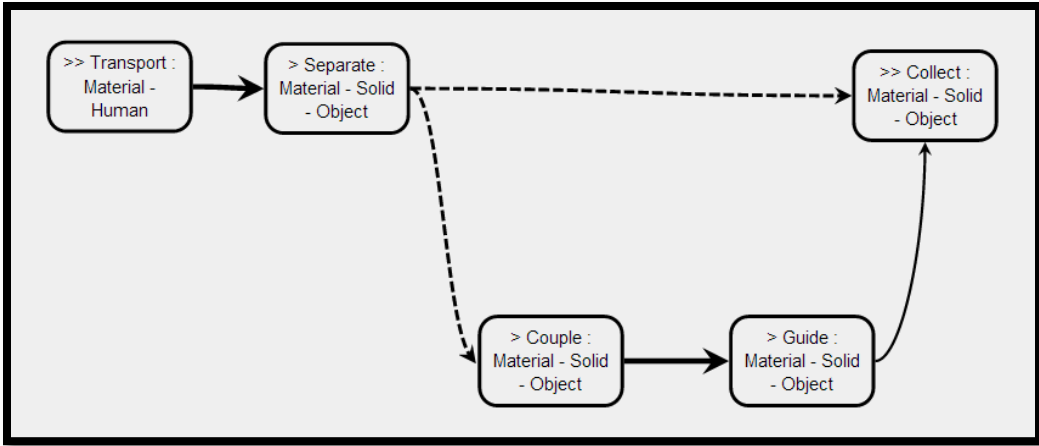 >> Transport :
Material -
Human
> Separate :
Material - Solid
- Object
>> Collect :
Material - Solid
- Object
> Couple :
Material - Solid
- Object
> Guide :
Material - Solid
- Object